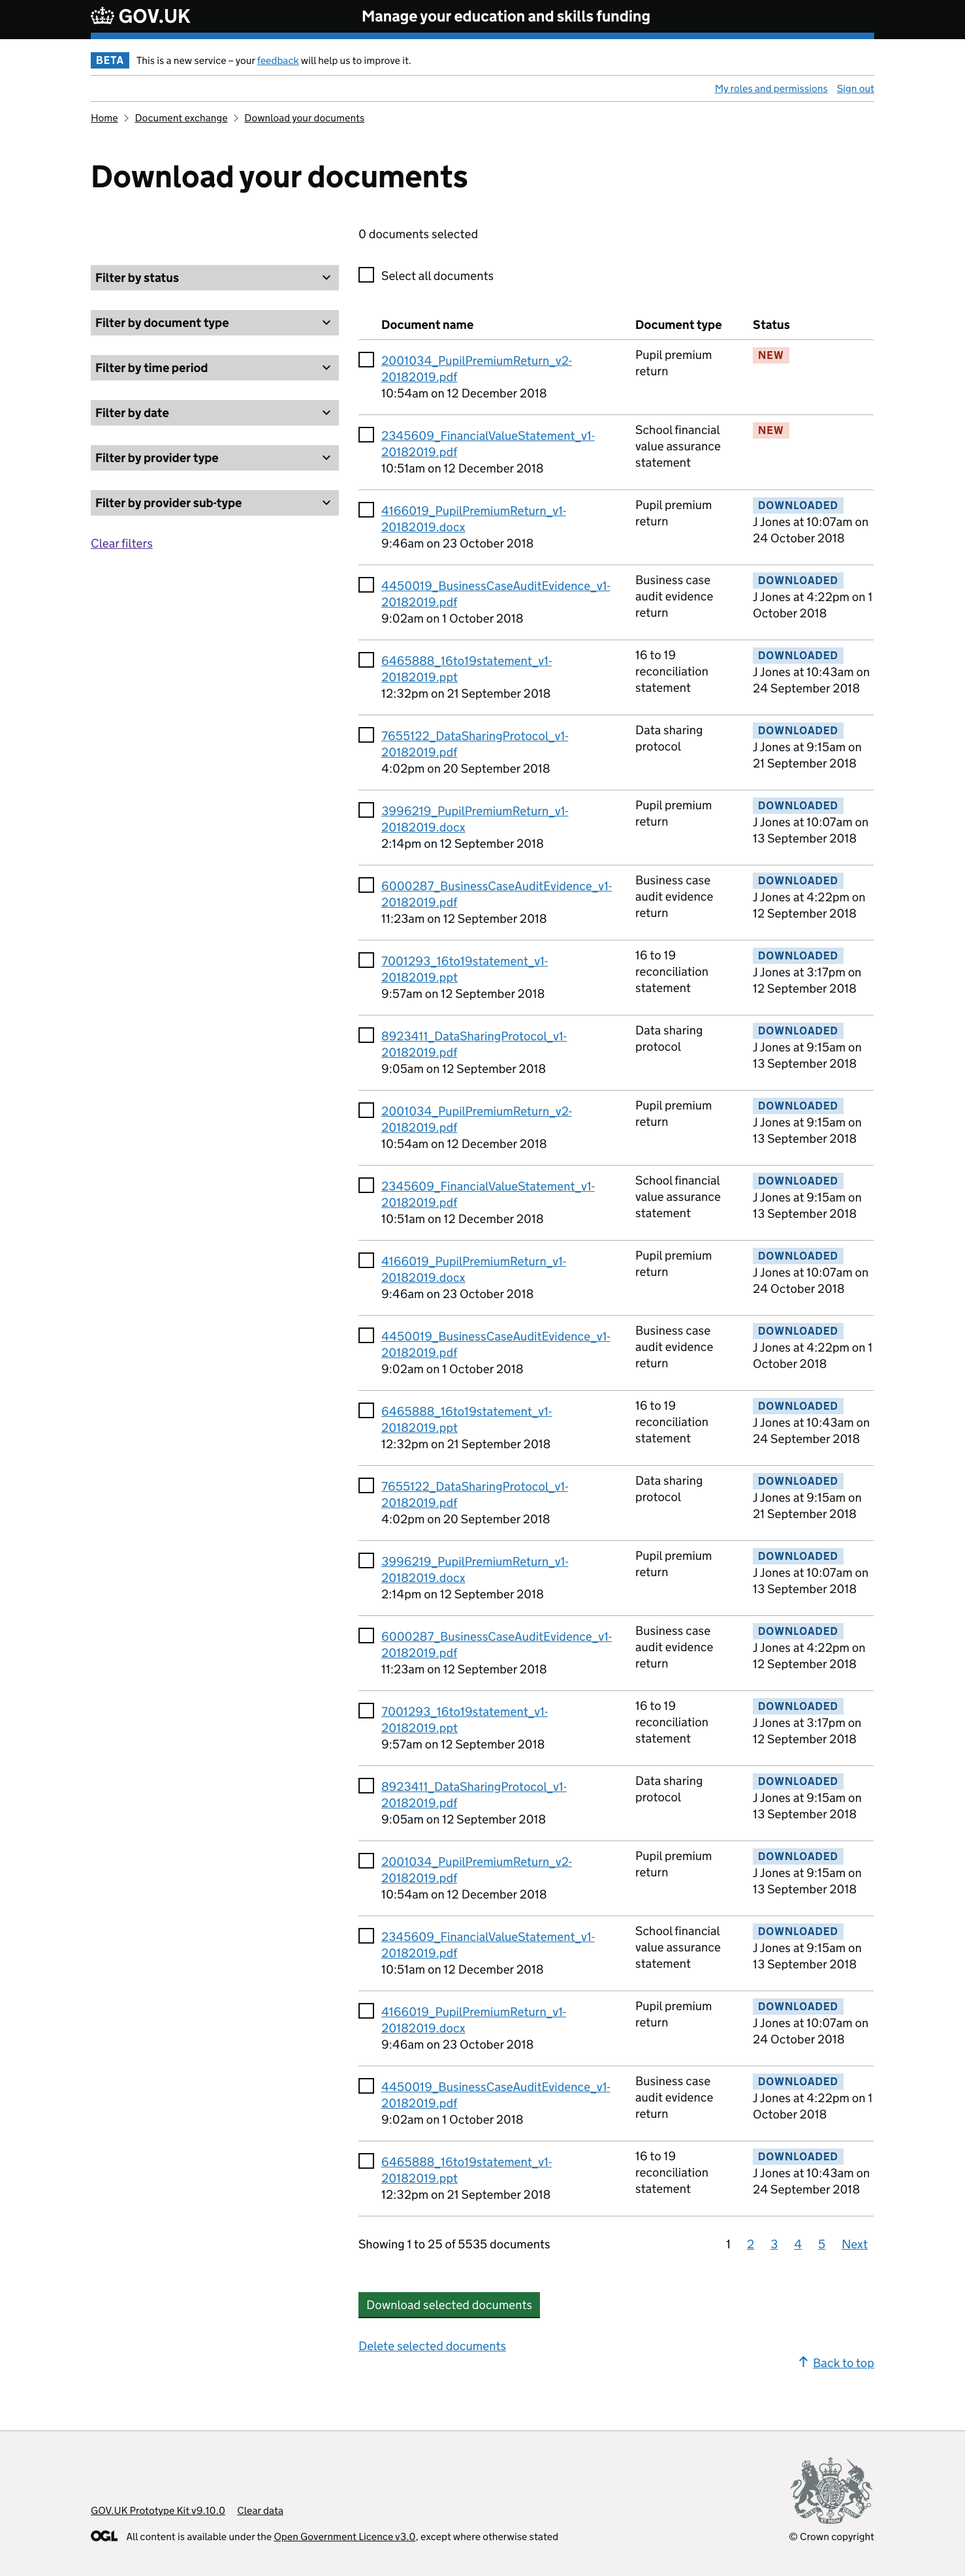 GOV.UK Manage your education and skills funding
BETA This is a new service – your feedback will help us to improve it.
My roles and permissions Sign out
Home Document exchange Download your documents
Download your documents
0 documents selected
Select all documents
Filter by status
Filter by document type
Filter by time period
Filter by date
Filter by provider type
Filter by provider sub-type
Clear filters
Document name Document type Status
2001034_PupilPremiumReturn_v2-
20182019.pdf
10:54am on 12 December 2018
Pupil premium
return
NEW
2345609_FinancialValueStatement_v1-
20182019.pdf
10:51am on 12 December 2018
School financial
value assurance
statement
NEW
4166019_PupilPremiumReturn_v1-
20182019.docx
9:46am on 23 October 2018
Pupil premium
return
DOWNLOADED
J Jones at 10:07am on
24 October 2018
4450019_BusinessCaseAuditEvidence_v1-
20182019.pdf
9:02am on 1 October 2018
Business case
audit evidence
return
DOWNLOADED
J Jones at 4:22pm on 1
October 2018
6465888_16to19statement_v1-
20182019.ppt
12:32pm on 21 September 2018
16 to 19
reconciliation
statement
DOWNLOADED
J Jones at 10:43am on
24 September 2018
7655122_DataSharingProtocol_v1-
20182019.pdf
4:02pm on 20 September 2018
Data sharing
protocol
DOWNLOADED
J Jones at 9:15am on
21 September 2018
3996219_PupilPremiumReturn_v1-
20182019.docx
2:14pm on 12 September 2018
Pupil premium
return
DOWNLOADED
J Jones at 10:07am on
13 September 2018
6000287_BusinessCaseAuditEvidence_v1-
20182019.pdf
11:23am on 12 September 2018
Business case
audit evidence
return
DOWNLOADED
J Jones at 4:22pm on
12 September 2018
7001293_16to19statement_v1-
20182019.ppt
9:57am on 12 September 2018
16 to 19
reconciliation
statement
DOWNLOADED
J Jones at 3:17pm on
12 September 2018
8923411_DataSharingProtocol_v1-
20182019.pdf
9:05am on 12 September 2018
Data sharing
protocol
DOWNLOADED
J Jones at 9:15am on
13 September 2018
2001034_PupilPremiumReturn_v2-
20182019.pdf
10:54am on 12 December 2018
Pupil premium
return
DOWNLOADED
J Jones at 9:15am on
13 September 2018
2345609_FinancialValueStatement_v1-
20182019.pdf
10:51am on 12 December 2018
School financial
value assurance
statement
DOWNLOADED
J Jones at 9:15am on
13 September 2018
4166019_PupilPremiumReturn_v1-
20182019.docx
9:46am on 23 October 2018
Pupil premium
return
DOWNLOADED
J Jones at 10:07am on
24 October 2018
4450019_BusinessCaseAuditEvidence_v1-
20182019.pdf
9:02am on 1 October 2018
Business case
audit evidence
return
DOWNLOADED
J Jones at 4:22pm on 1
October 2018
6465888_16to19statement_v1-
20182019.ppt
12:32pm on 21 September 2018
16 to 19
reconciliation
statement
DOWNLOADED
J Jones at 10:43am on
24 September 2018
7655122_DataSharingProtocol_v1-
20182019.pdf
4:02pm on 20 September 2018
Data sharing
protocol
DOWNLOADED
J Jones at 9:15am on
21 September 2018
3996219_PupilPremiumReturn_v1-
20182019.docx
2:14pm on 12 September 2018
Pupil premium
return
DOWNLOADED
J Jones at 10:07am on
13 September 2018
6000287_BusinessCaseAuditEvidence_v1-
20182019.pdf
11:23am on 12 September 2018
Business case
audit evidence
return
DOWNLOADED
J Jones at 4:22pm on
12 September 2018
7001293_16to19statement_v1-
20182019.ppt
9:57am on 12 September 2018
16 to 19
reconciliation
statement
DOWNLOADED
J Jones at 3:17pm on
12 September 2018
8923411_DataSharingProtocol_v1-
20182019.pdf
9:05am on 12 September 2018
Data sharing
protocol
DOWNLOADED
J Jones at 9:15am on
13 September 2018
2001034_PupilPremiumReturn_v2-
20182019.pdf
10:54am on 12 December 2018
Pupil premium
return
DOWNLOADED
J Jones at 9:15am on
13 September 2018
2345609_FinancialValueStatement_v1-
20182019.pdf
10:51am on 12 December 2018
School financial
value assurance
statement
DOWNLOADED
J Jones at 9:15am on
13 September 2018
4166019_PupilPremiumReturn_v1-
20182019.docx
9:46am on 23 October 2018
Pupil premium
return
DOWNLOADED
J Jones at 10:07am on
24 October 2018
4450019_BusinessCaseAuditEvidence_v1-
20182019.pdf
9:02am on 1 October 2018
Business case
audit evidence
return
DOWNLOADED
J Jones at 4:22pm on 1
October 2018
6465888_16to19statement_v1-
20182019.ppt
12:32pm on 21 September 2018
16 to 19
reconciliation
statement
DOWNLOADED
J Jones at 10:43am on
24 September 2018
Showing 1 to 25 of 5535 documents 1 2 3 4 5 Next
Download selected documents
Delete selected documents
Back to top
GOV.UK Prototype Kit v9.10.0 Clear data
OGL All content is available under the Open Government Licence v3.0, except where otherwise stated
© Crown copyright